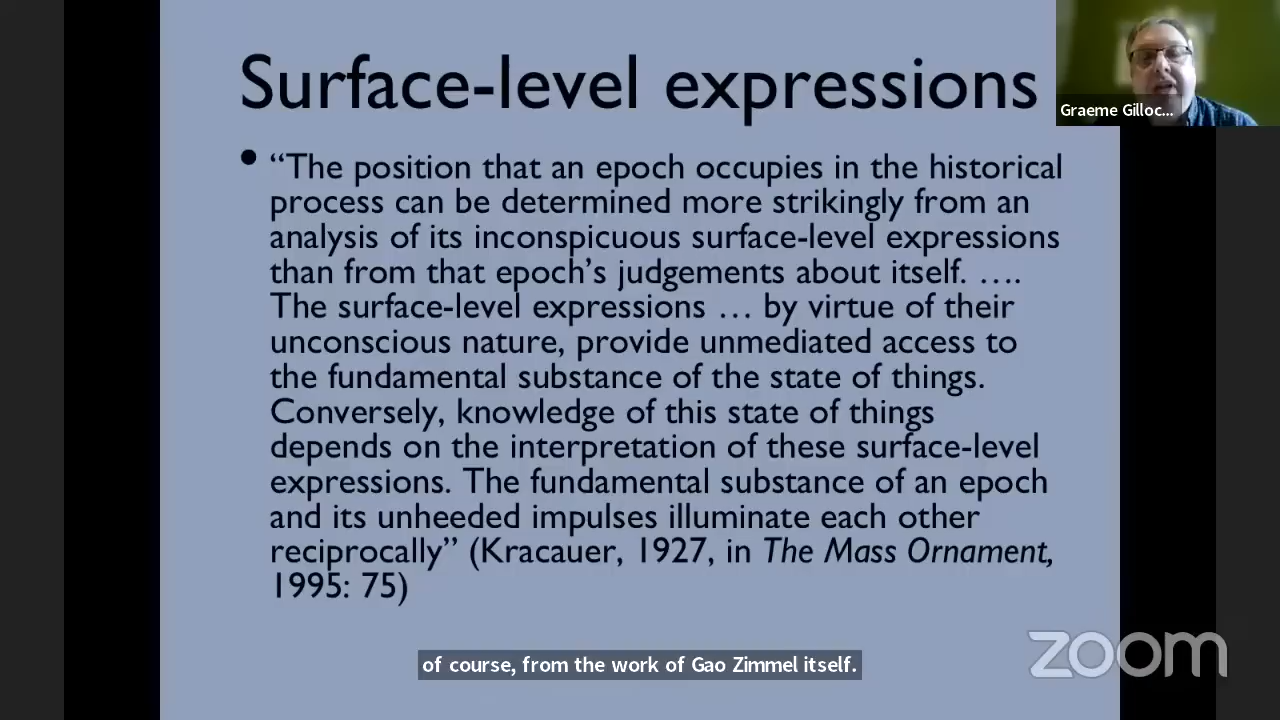 Surface-level expressions
Graeme Gilloc...
• “The position that an epoch occupies in the historical
process can be determined more strikingly from an
analysis of its inconspicuous surface-level expressions
than from that epoch’s judgements about itself. ….
The surface-level expressions … by virtue of their
unconscious nature, provide unmediated access to
the fundamental substance of the state of things.
Conversely, knowledge of this state of things
depends on the interpretation of these surface-level
expressions. The fundamental substance of an epoch
and its unheeded impulses illuminate each other
reciprocally” (Kracauer, 1927, in The Mass Ornament,
1995: 75)
of course, from the work of Gao Zimmel itself.
zoom